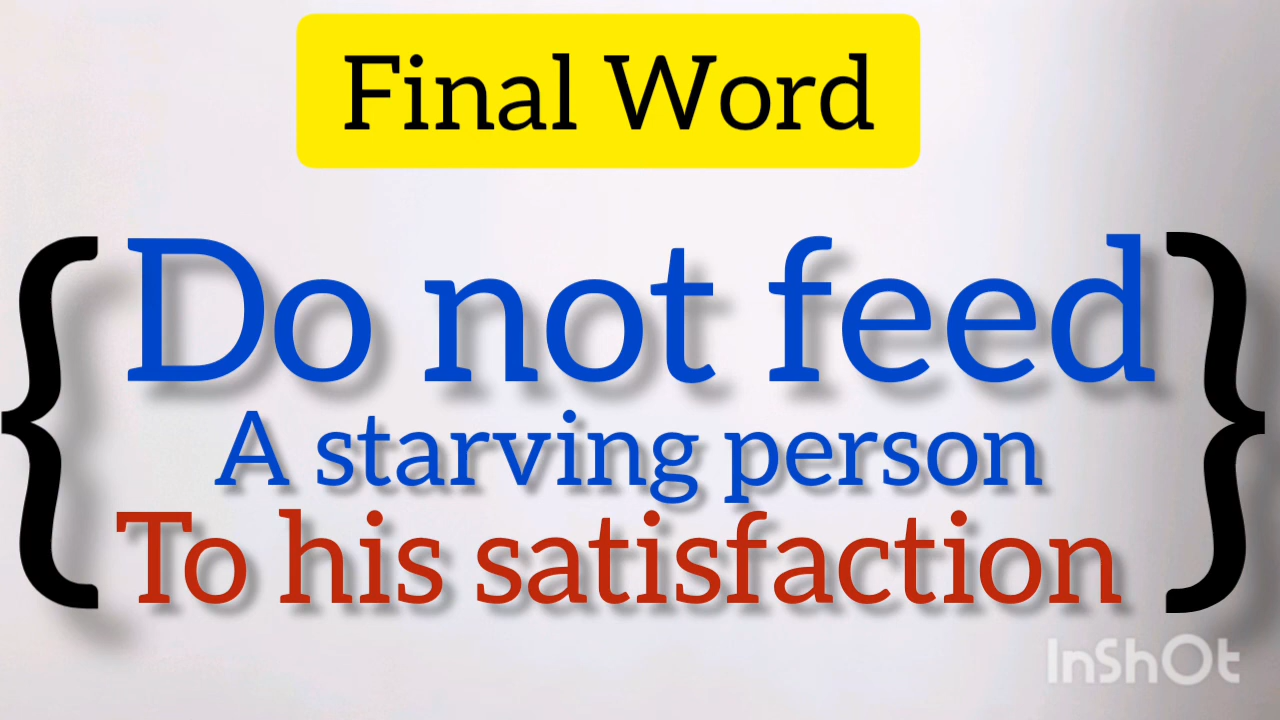 Final Word
Do not feed
A starving person
To his satisfaction
InShOt